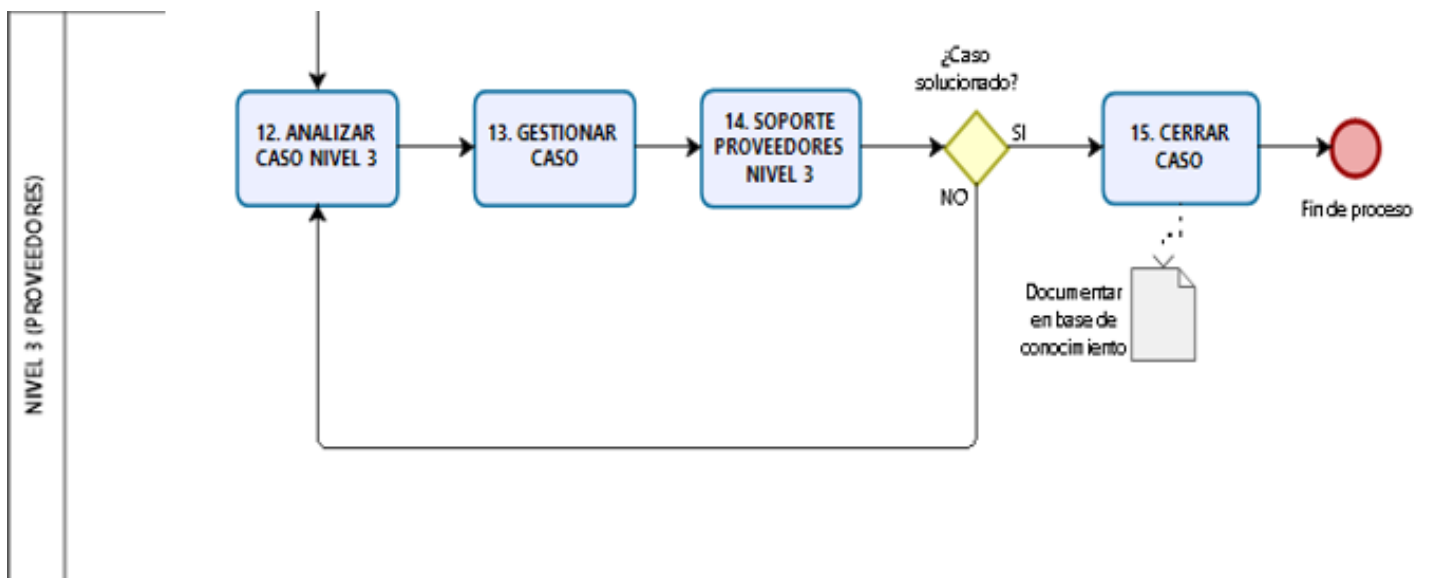 NIVEL 3 (PROVEEDORES)
12. ANALIZAR
CASO NIVEL 3
13. GESTIONAR
CASO
14. SOPORTE
PROVEEDORES
NIVEL 3
¿Caso
solucionado?
SI
NO
15. CERRAR
CASO
Fin de proceso
Documentar
en base de
conocimiento